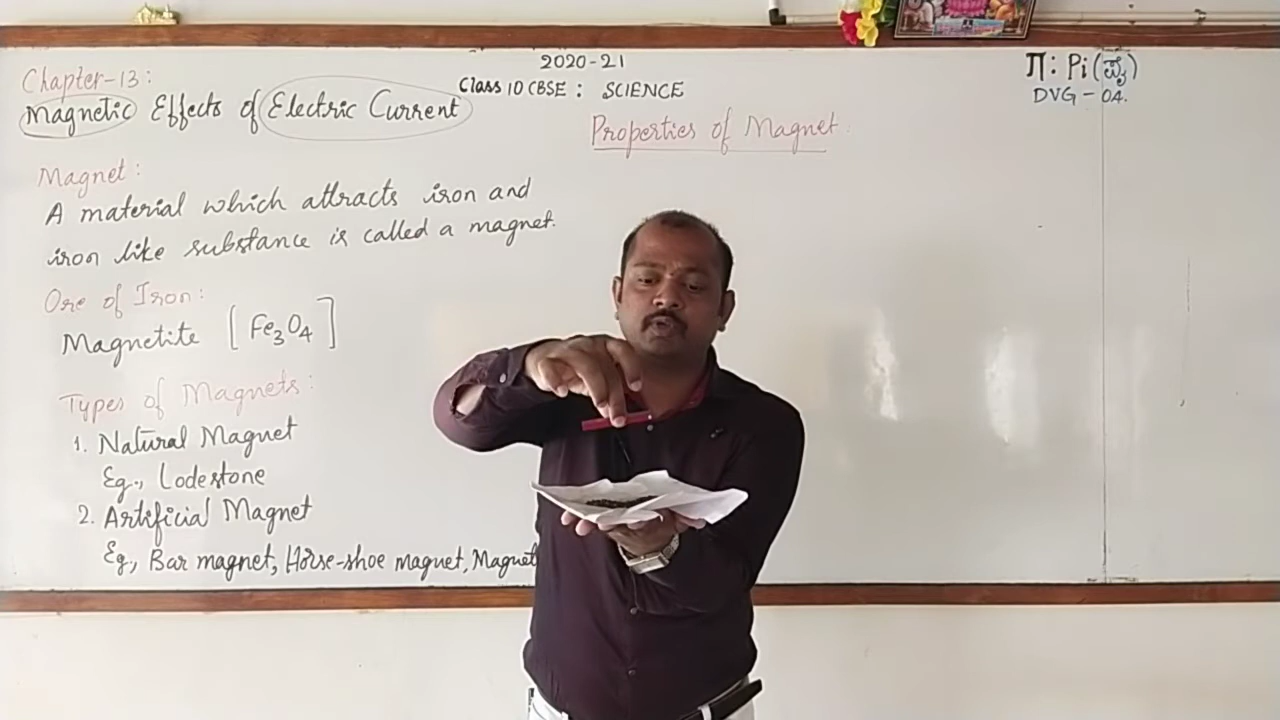 2020-21
Class 10 CBSE : SCIENCE
Π : Pi (ಪೈ)
DVG - 04.
Chapter-13:
Magnetic Effects of Electric Current
Properties of Magnet.
Magnet:
A material which attracts iron and
iron like substance is called a magnet.
Ore of Iron:
Magnetite [Fe3O4]
Types of Magnets:
1. Natural Magnet
Eg., Lodestone
2. Artificial Magnet
Eg., Bar magnet, Horse-shoe magnet, Magnet